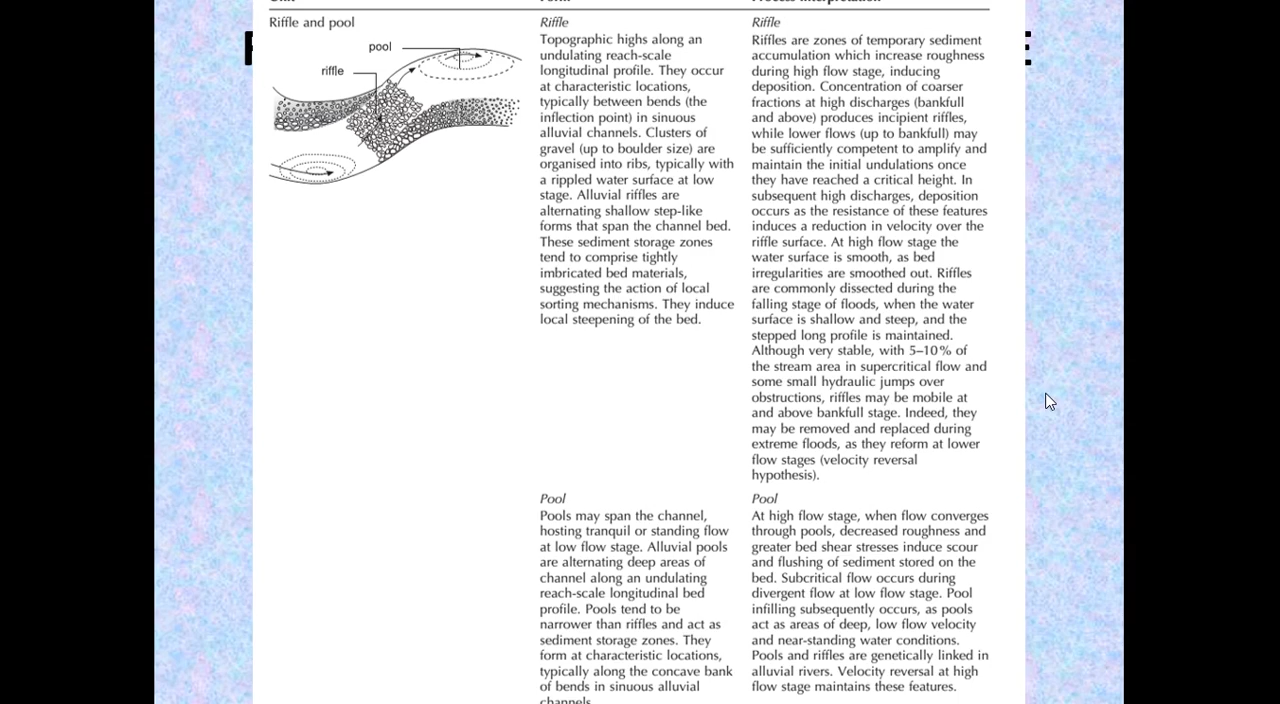 Unit Form Process interpretation
Riffle and pool
pool
riffle
Riffle
Topographic highs along an
undulating reach-scale
longitudinal profile. They occur
at characteristic locations,
typically between bends (the
inflection point) in sinuous
alluvial channels. Clusters of
gravel (up to boulder size) are
organised into ribs, typically with
a rippled water surface at low
stage. Alluvial riffles are
alternating shallow step-like
forms that span the channel bed.
These sediment storage zones
tend to comprise tightly
imbricated bed materials,
suggesting the action of local
sorting mechanisms. They induce
local steepening of the bed.
Riffle
Riffles are zones of temporary sediment
accumulation which increase roughness
during high flow stage, inducing
deposition. Concentration of coarser
fractions at high discharges (bankfull
and above) produces incipient riffles,
while lower flows (up to bankfull) may
be sufficiently competent to amplify and
maintain the initial undulations once
they have reached a critical height. In
subsequent high discharges, deposition
occurs as the resistance of these features
induces a reduction in velocity over the
riffle surface. At high flow stage the
water surface is smooth, as bed
irregularities are smoothed out. Riffles
are commonly dissected during the
falling stage of floods, when the water
surface is shallow and steep, and the
stepped long profile is maintained.
Although very stable, with 5–10% of
the stream area in supercritical flow and
some small hydraulic jumps over
obstructions, riffles may be mobile at
and above bankfull stage. Indeed, they
may be removed and replaced during
extreme floods, as they reform at lower
flow stages (velocity reversal
hypothesis).
Pool
Pools may span the channel,
hosting tranquil or standing flow
at low flow stage. Alluvial pools
are alternating deep areas of
channel along an undulating
reach-scale longitudinal bed
profile. Pools tend to be
narrower than riffles and act as
sediment storage zones. They
form at characteristic locations,
typically along the concave bank
of bends in sinuous alluvial
channels.
Pool
At high flow stage, when flow converges
through pools, decreased roughness and
greater bed shear stresses induce scour
and flushing of sediment stored on the
bed. Subcritical flow occurs during
divergent flow at low flow stage. Pool
infilling subsequently occurs, as pools
act as areas of deep, low flow velocity
and near-standing water conditions.
Pools and riffles are genetically linked in
alluvial rivers. Velocity reversal at high
flow stage maintains these features.